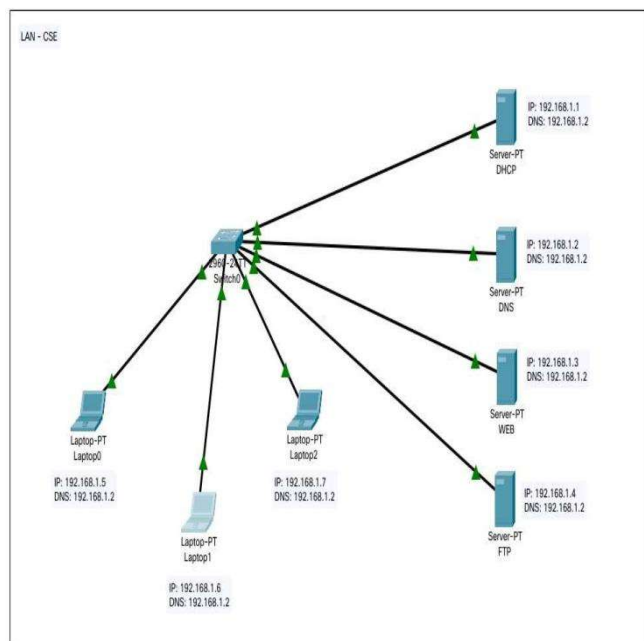 LAN - CSE
IP: 192.168.1.1
DNS: 192.168.1.2
Server-PT
DHCP
IP: 192.168.1.2
DNS: 192.168.1.2
Server-PT
DNS
2960-24TT
Switch0
IP: 192.168.1.3
DNS: 192.168.1.2
Server-PT
WEB
Laptop-PT
Laptop0
IP: 192.168.1.5
DNS: 192.168.1.2
Laptop-PT
Laptop2
IP: 192.168.1.7
DNS: 192.168.1.2
IP: 192.168.1.4
DNS: 192.168.1.2
Server-PT
FTP
Laptop-PT
Laptop1
IP: 192.168.1.6
DNS: 192.168.1.2